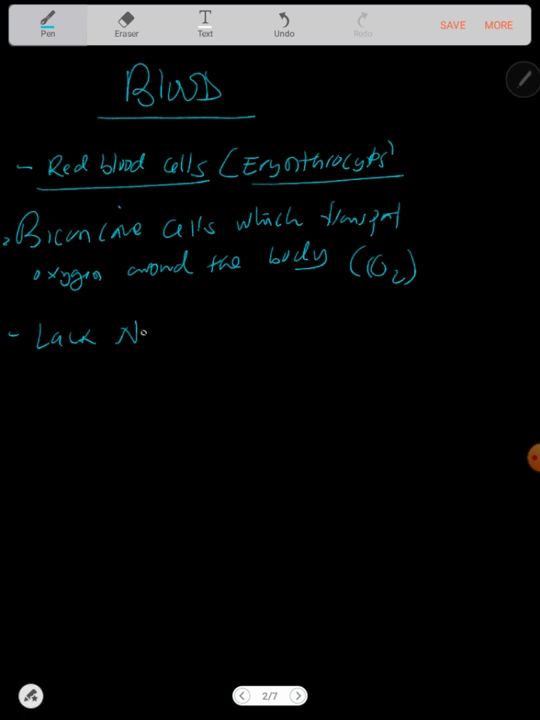 Pen Eraser Text Undo Redo SAVE MORE
Blood
- Red blood cells (Erythrocyts)
- Biconcave cells which transport
oxygen around the body (O2)
- Lack N
2/7